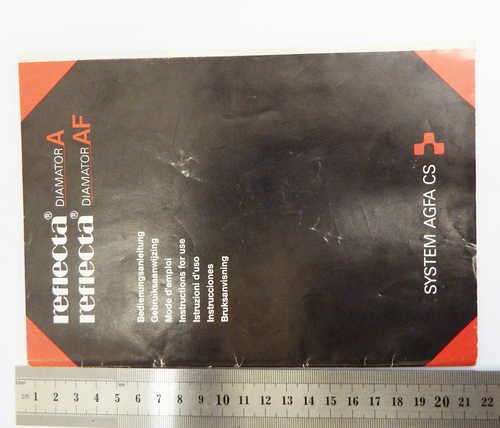 reflecta® DIAMATOR A
reflecta® DIAMATOR AF
Bedienungsanleitung
Gebruiksaanwijzing
Mode d'emploi
Instructions for use
Istruzioni d'uso
Instrucciones
Bruksanvisning
SYSTEM AGFA CS
1 2 3 4 5 6 7 8 9 10 11 12 13 14 15 16 17 18 19 20 21 22